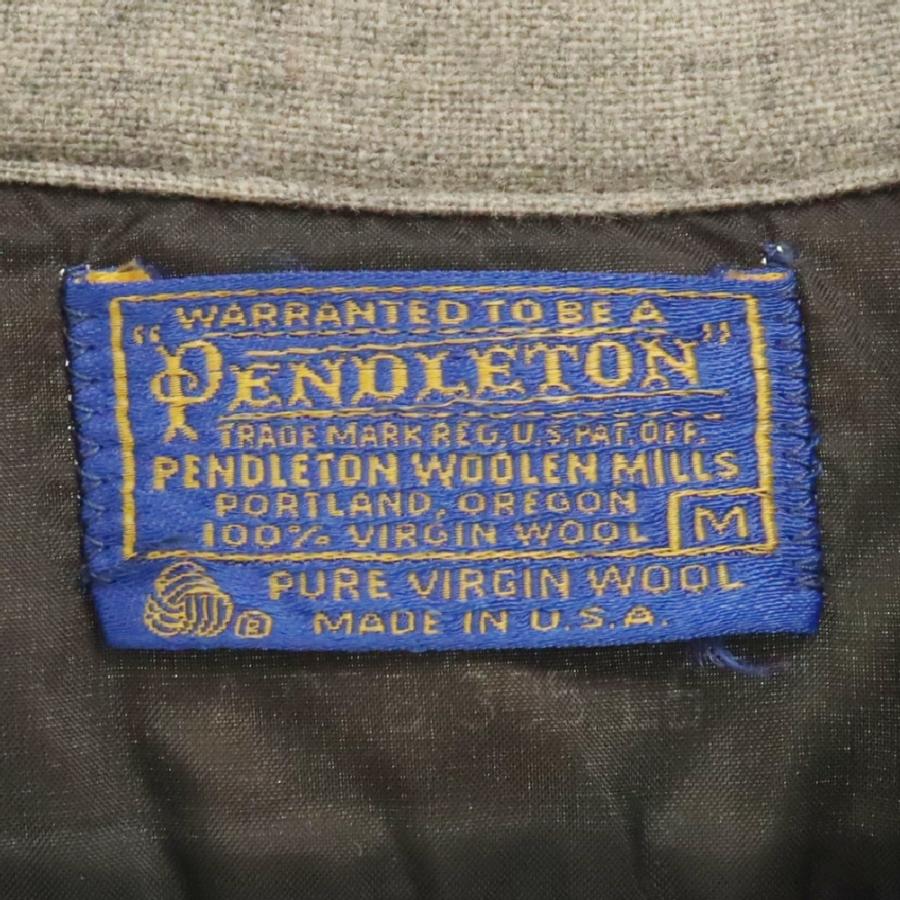 WARRANTED TO BE A
"PENDLETON"
TRADE MARK REG. U.S. PAT. OFF.
PENDLETON WOOLEN MILLS
PORTLAND, OREGON
100% VIRGIN WOOL M
PURE VIRGIN WOOL
® MADE IN U.S.A.